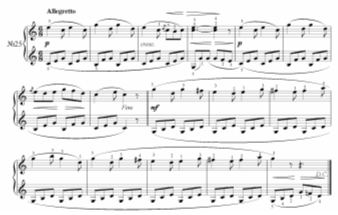 Allegretto
№25
p p
cresc.
Fine
mf
D.C.